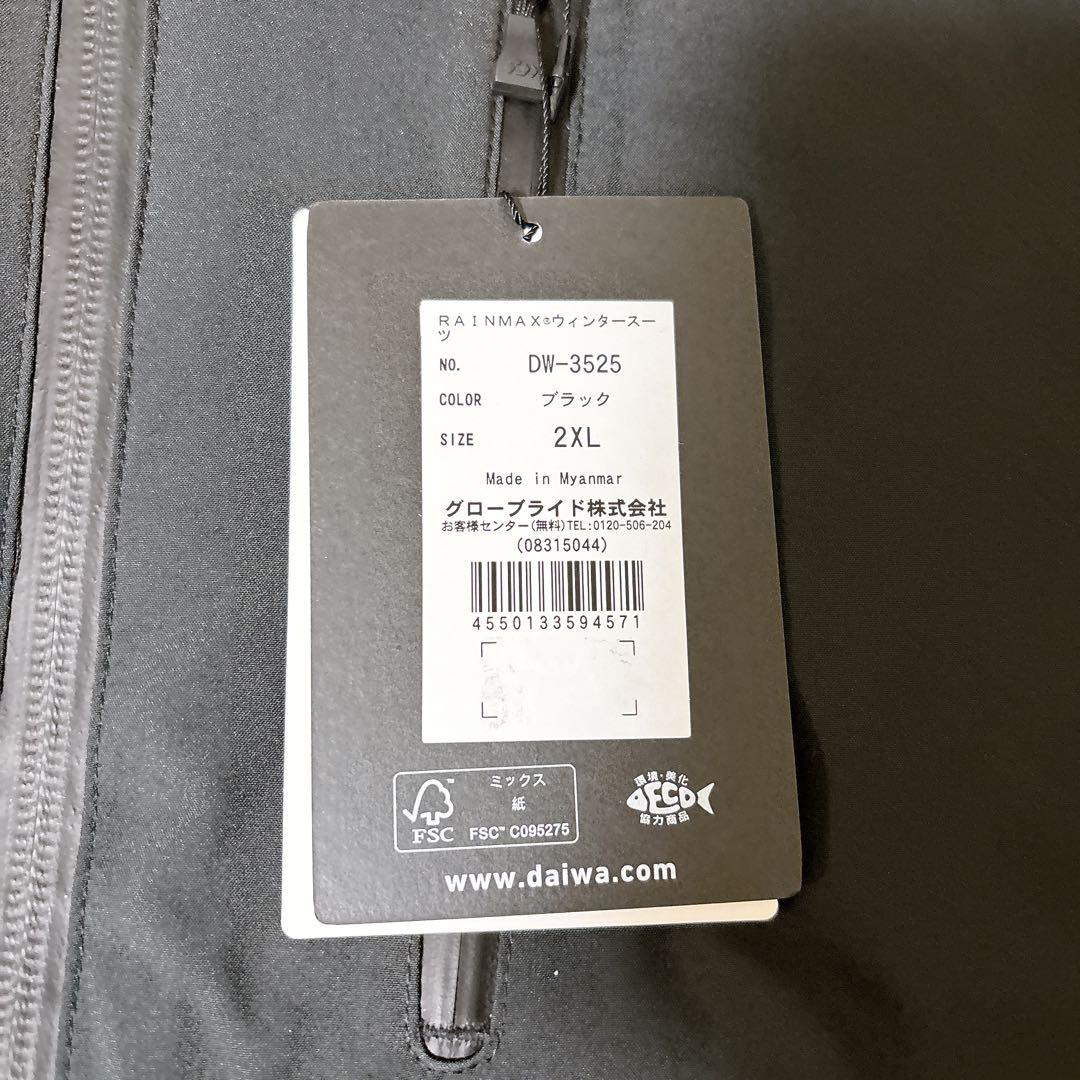 RAINMAX®ウィンタースー
ツ
NO. DW-3525
COLOR ブラック
SIZE 2XL
Made in Myanmar
グローブライド株式会社
お客様センター(無料)TEL:0120-506-204
(08315044)
4550133594571
ミックス
紙
FSC™ C095275
FSC
環境・美化
ECO
協力商品
www.daiwa.com